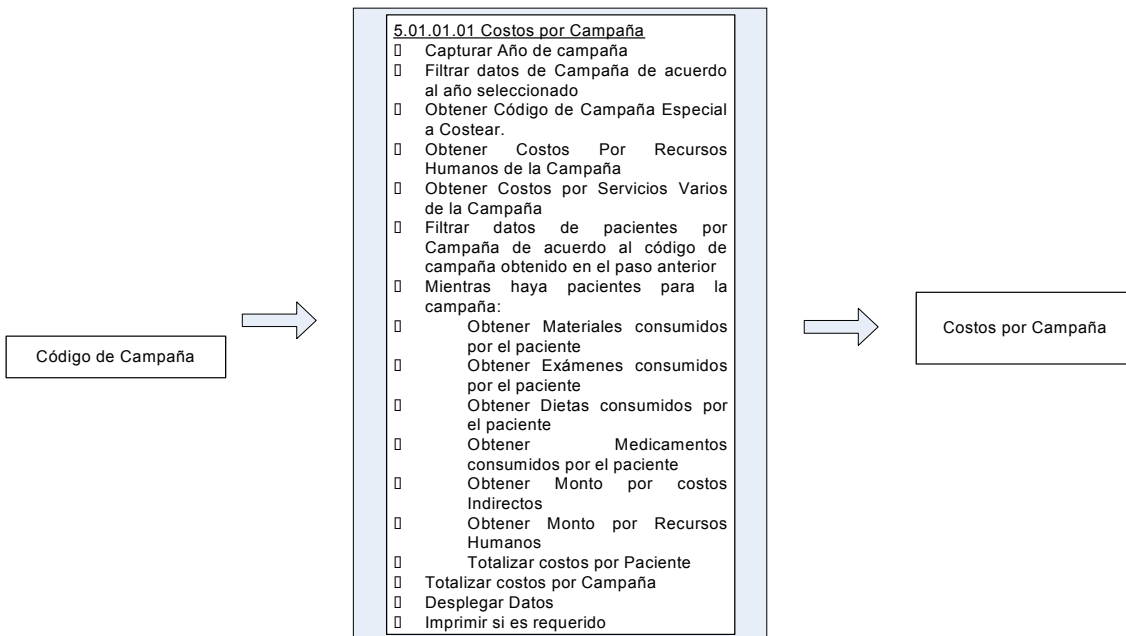 Código de Campaña
5.01.01.01 Costos por Campaña
Capturar Año de campaña
Filtrar datos de Campaña de acuerdo
al año seleccionado
Obtener Código de Campaña Especial
a Costear.
Obtener Costos Por Recursos
Humanos de la Campaña
Obtener Costos por Servicios Varios
de la Campaña
Filtrar datos de pacientes por
Campaña de acuerdo al código de
campaña obtenido en el paso anterior
Mientras haya pacientes para la
campaña:
Obtener Materiales consumidos
por el paciente
Obtener Exámenes consumidos
por el paciente
Obtener Dietas consumidos por
el paciente
Obtener Medicamentos
consumidos por el paciente
Obtener Monto por costos
Indirectos
Obtener Monto por Recursos
Humanos
Totalizar costos por Paciente
Totalizar costos por Campaña
Desplegar Datos
Imprimir si es requerido
Costos por Campaña